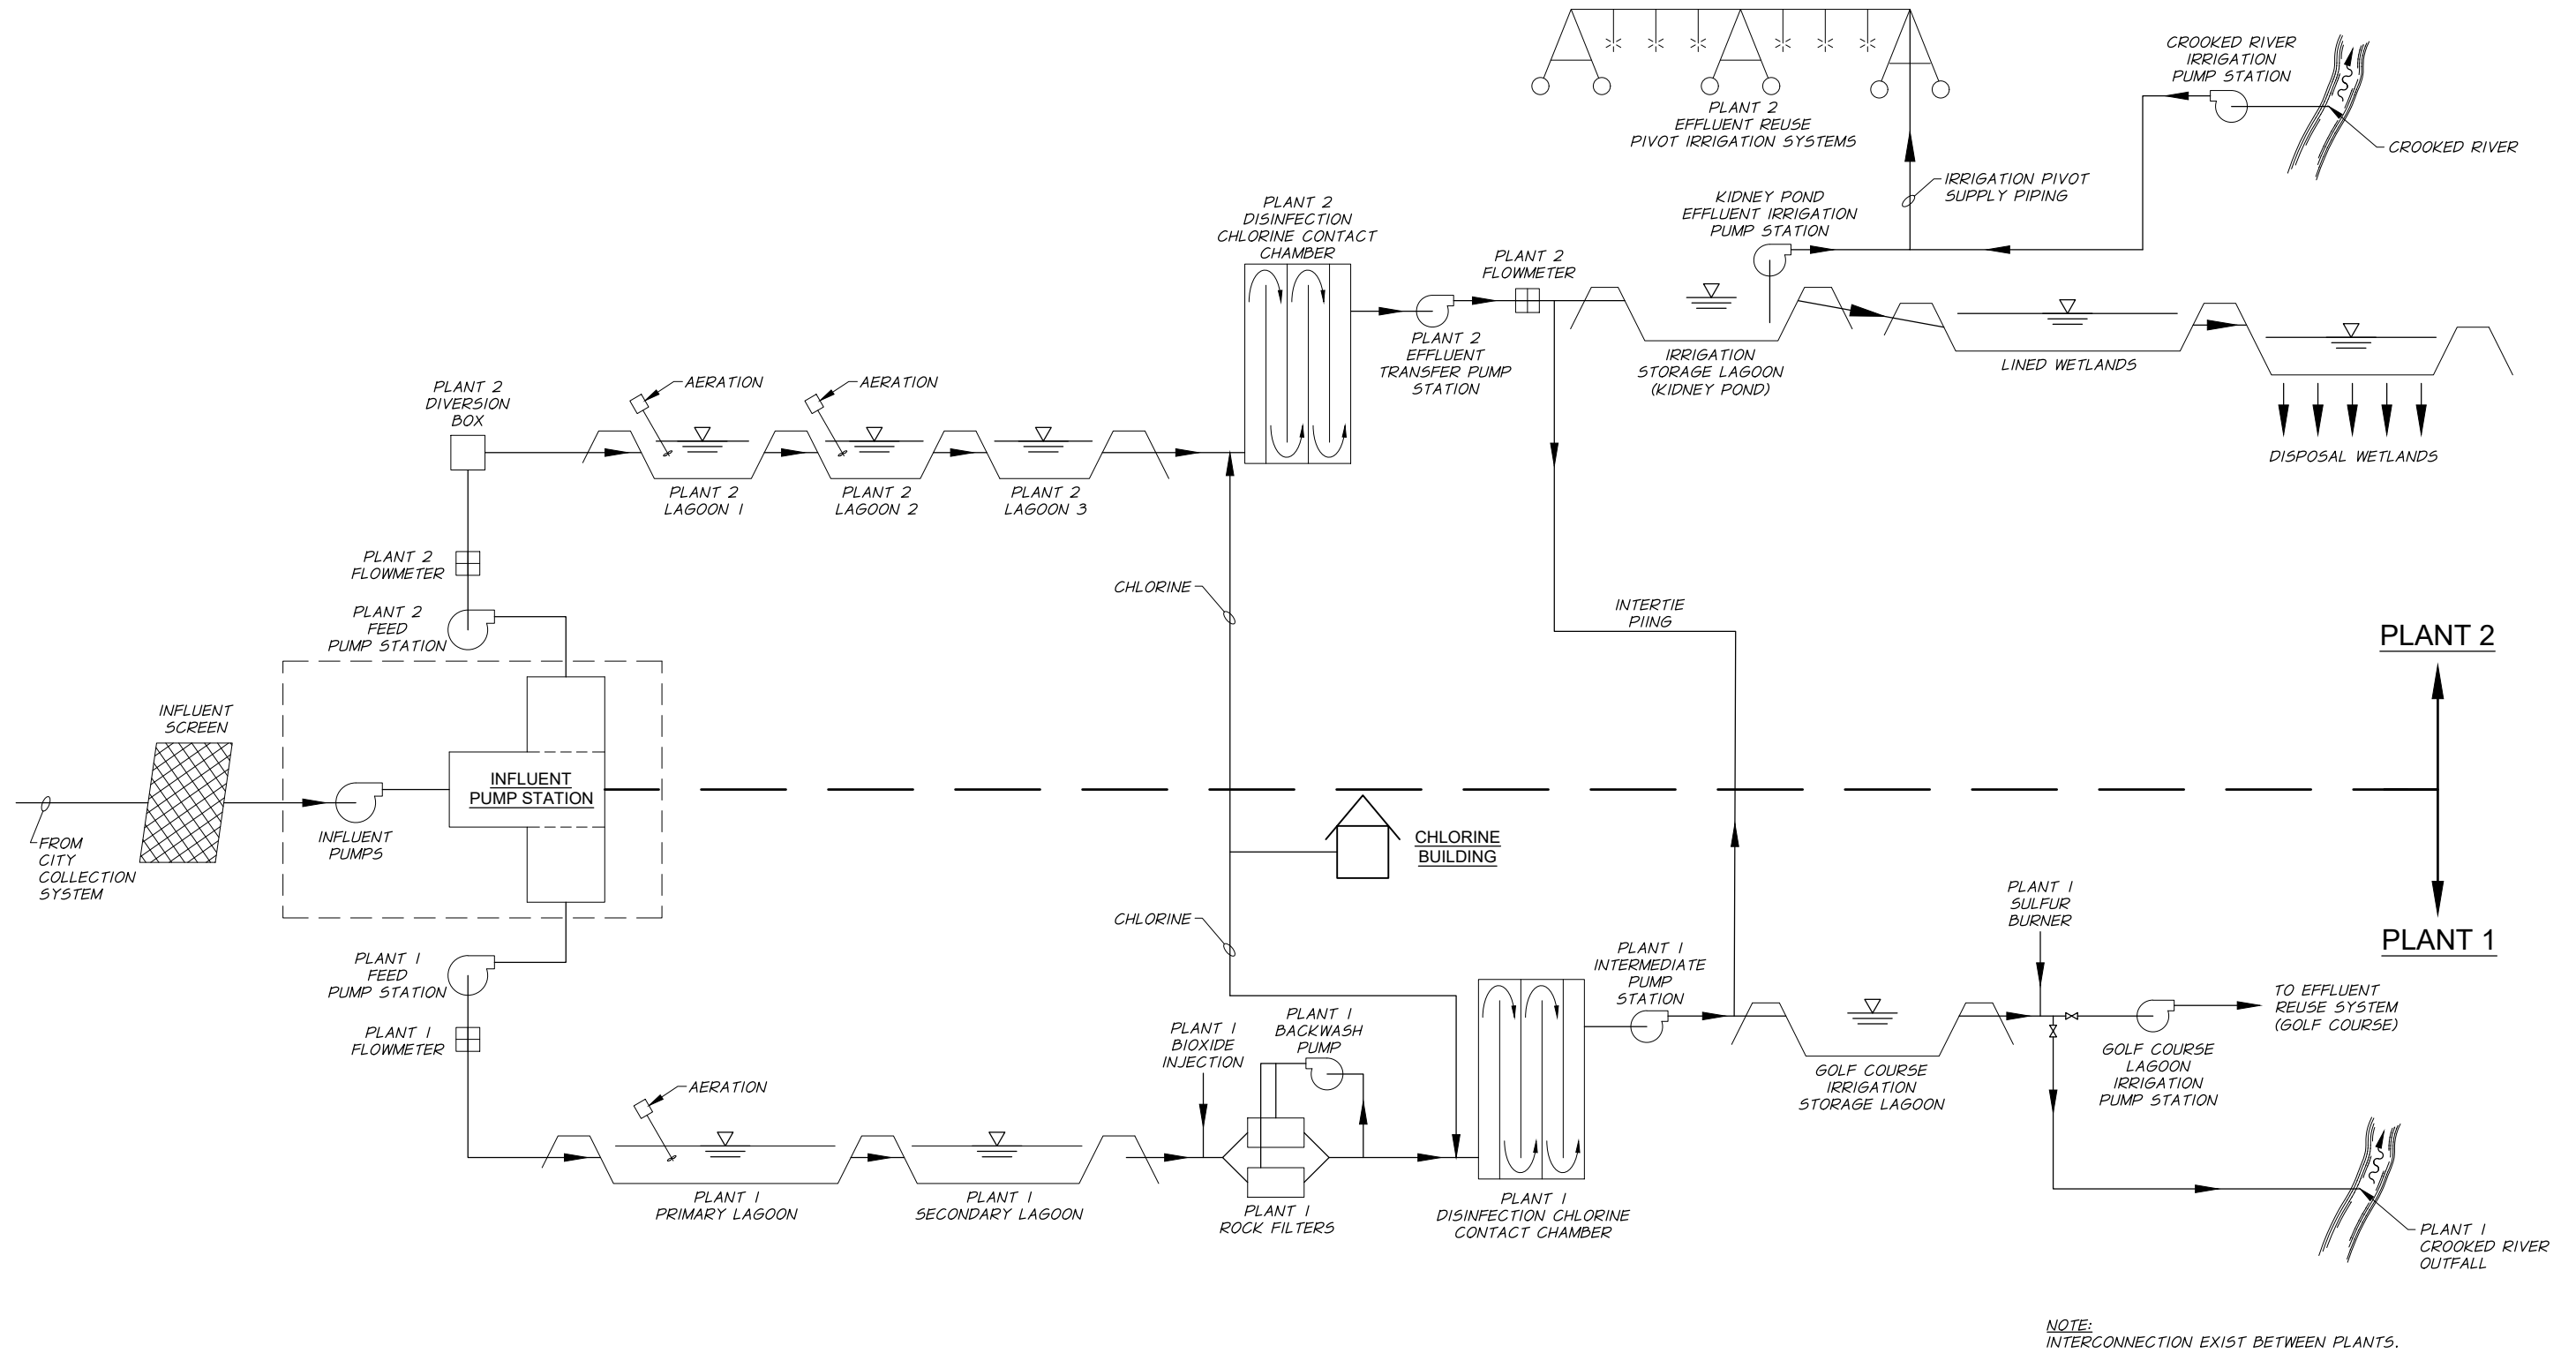 CROOKED RIVER
IRRIGATION
PUMP STATION
CROOKED RIVER
PLANT 2
EFFLUENT REUSE
PIVOT IRRIGATION SYSTEMS
IRRIGATION PIVOT
SUPPLY PIPING
KIDNEY POND
EFFLUENT IRRIGATION
PUMP STATION
PLANT 2
DISINFECTION
CHLORINE CONTACT
CHAMBER
PLANT 2
FLOWMETER
PLANT 2
EFFLUENT
TRANSFER PUMP
STATION
IRRIGATION
STORAGE LAGOON
(KIDNEY POND)
LINED WETLANDS
DISPOSAL WETLANDS
PLANT 2
DIVERSION
BOX
AERATION
AERATION
PLANT 2
LAGOON 1
PLANT 2
LAGOON 2
PLANT 2
LAGOON 3
PLANT 2
FLOWMETER
PLANT 2
FEED
PUMP STATION
CHLORINE
INTERTIE
PIING
PLANT 2
INFLUENT
SCREEN
INFLUENT
PUMP STATION
INFLUENT
PUMPS
FROM
CITY
COLLECTION
SYSTEM
CHLORINE
BUILDING
CHLORINE
PLANT 1
SULFUR
BURNER
PLANT 1
PLANT 1
FEED
PUMP STATION
PLANT 1
FLOWMETER
PLANT 1
INTERMEDIATE
PUMP
STATION
TO EFFLUENT
REUSE SYSTEM
(GOLF COURSE)
PLANT 1
BIOXIDE
INJECTION
PLANT 1
BACKWASH
PUMP
GOLF COURSE
IRRIGATION
STORAGE LAGOON
GOLF COURSE
LAGOON
IRRIGATION
PUMP STATION
AERATION
PLANT 1
PRIMARY LAGOON
PLANT 1
SECONDARY LAGOON
PLANT 1
ROCK FILTERS
PLANT 1
DISINFECTION CHLORINE
CONTACT CHAMBER
PLANT 1
CROOKED RIVER
OUTFALL
NOTE:
INTERCONNECTION EXIST BETWEEN PLANTS.